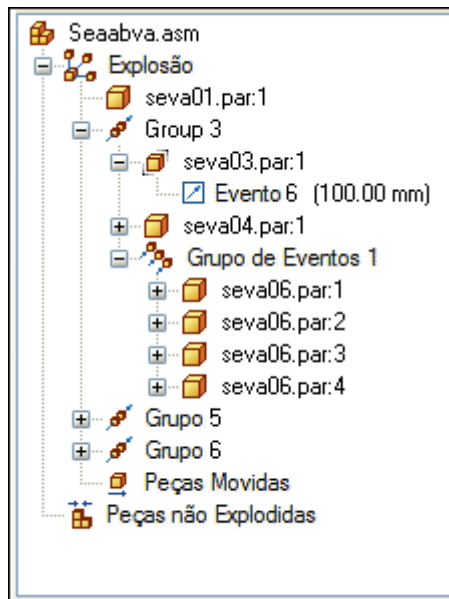 Seaabva.asm
Explosão
seva01.par:1
Group 3
seva03.par:1
Evento 6 (100.00 mm)
seva04.par:1
Grupo de Eventos 1
seva06.par:1
seva06.par:2
seva06.par:3
seva06.par:4
Grupo 5
Grupo 6
Peças Movidas
Peças não Explodidas